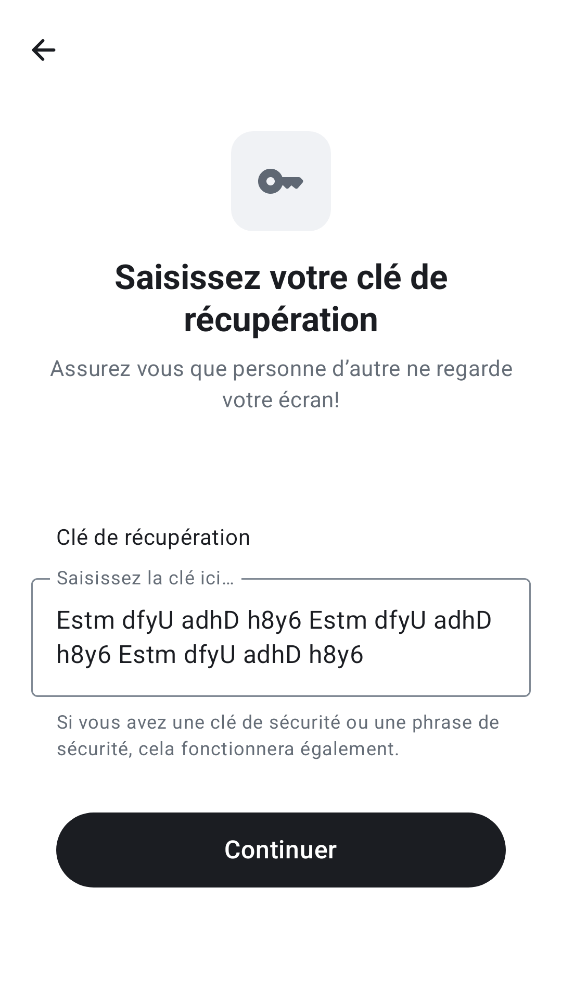 Saisissez votre clé de
récupération
Assurez vous que personne d’autre ne regarde
votre écran!
Clé de récupération
Saisissez la clé ici…
Estm dfyU adhD h8y6 Estm dfyU adhD
h8y6 Estm dfyU adhD h8y6
Si vous avez une clé de sécurité ou une phrase de
sécurité, cela fonctionnera également.
Continuer